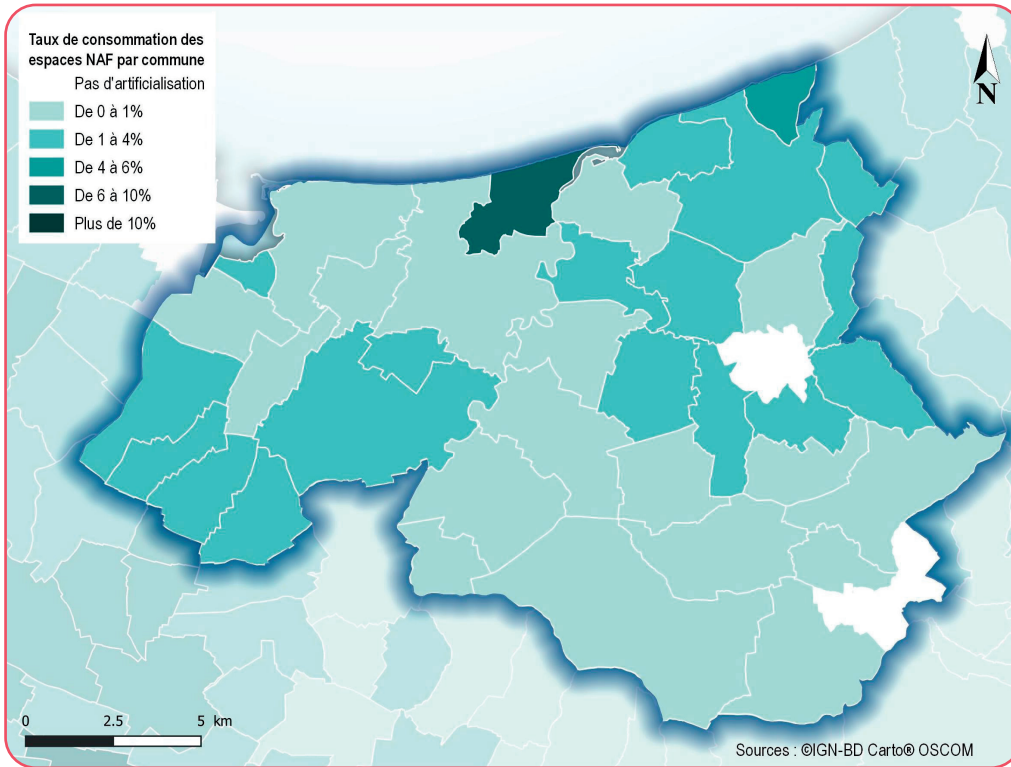 Taux de consommation des
espaces NAF par commune
Pas d'artificialisation
De 0 à 1%
De 1 à 4%
De 4 à 6%
De 6 à 10%
Plus de 10%
N
0 2.5 5 km
Sources : ©IGN-BD Carto® OSCOM